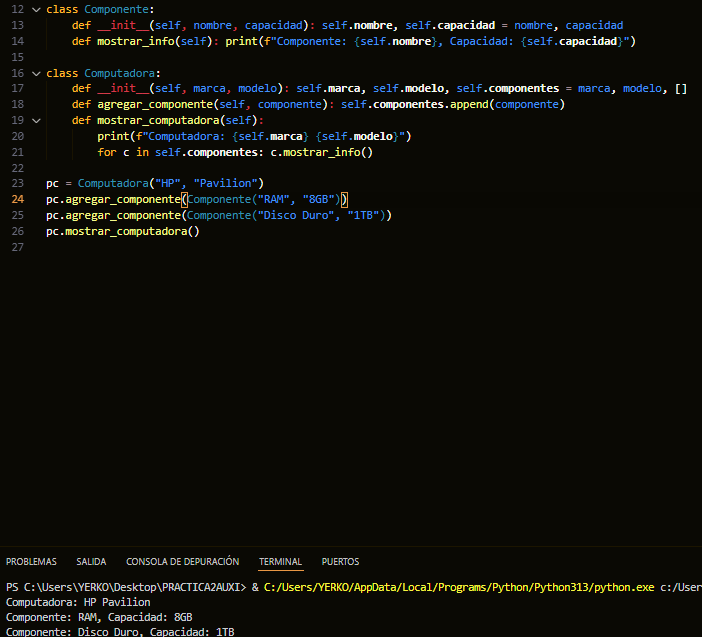 12 class Componente:
13     def __init__(self, nombre, capacidad): self.nombre, self.capacidad = nombre, capacidad
14     def mostrar_info(self): print(f"Componente: {self.nombre}, Capacidad: {self.capacidad}")
15
16 class Computadora:
17     def __init__(self, marca, modelo): self.marca, self.modelo, self.componentes = marca, modelo, []
18     def agregar_componente(self, componente): self.componentes.append(componente)
19     def mostrar_computadora(self):
20         print(f"Computadora: {self.marca} {self.modelo}")
21         for c in self.componentes: c.mostrar_info()
22
23 pc = Computadora("HP", "Pavilion")
24 pc.agregar_componente(Componente("RAM", "8GB"))
25 pc.agregar_componente(Componente("Disco Duro", "1TB"))
26 pc.mostrar_computadora()
27
PROBLEMAS SALIDA CONSOLA DE DEPURACIÓN TERMINAL PUERTOS
PS C:\Users\YERKO\Desktop\PRACTICA2AUXI> & C:/Users/YERKO/AppData/Local/Programs/Python/Python313/python.exe c:/User
Computadora: HP Pavilion
Componente: RAM, Capacidad: 8GB
Componente: Disco Duro, Capacidad: 1TB